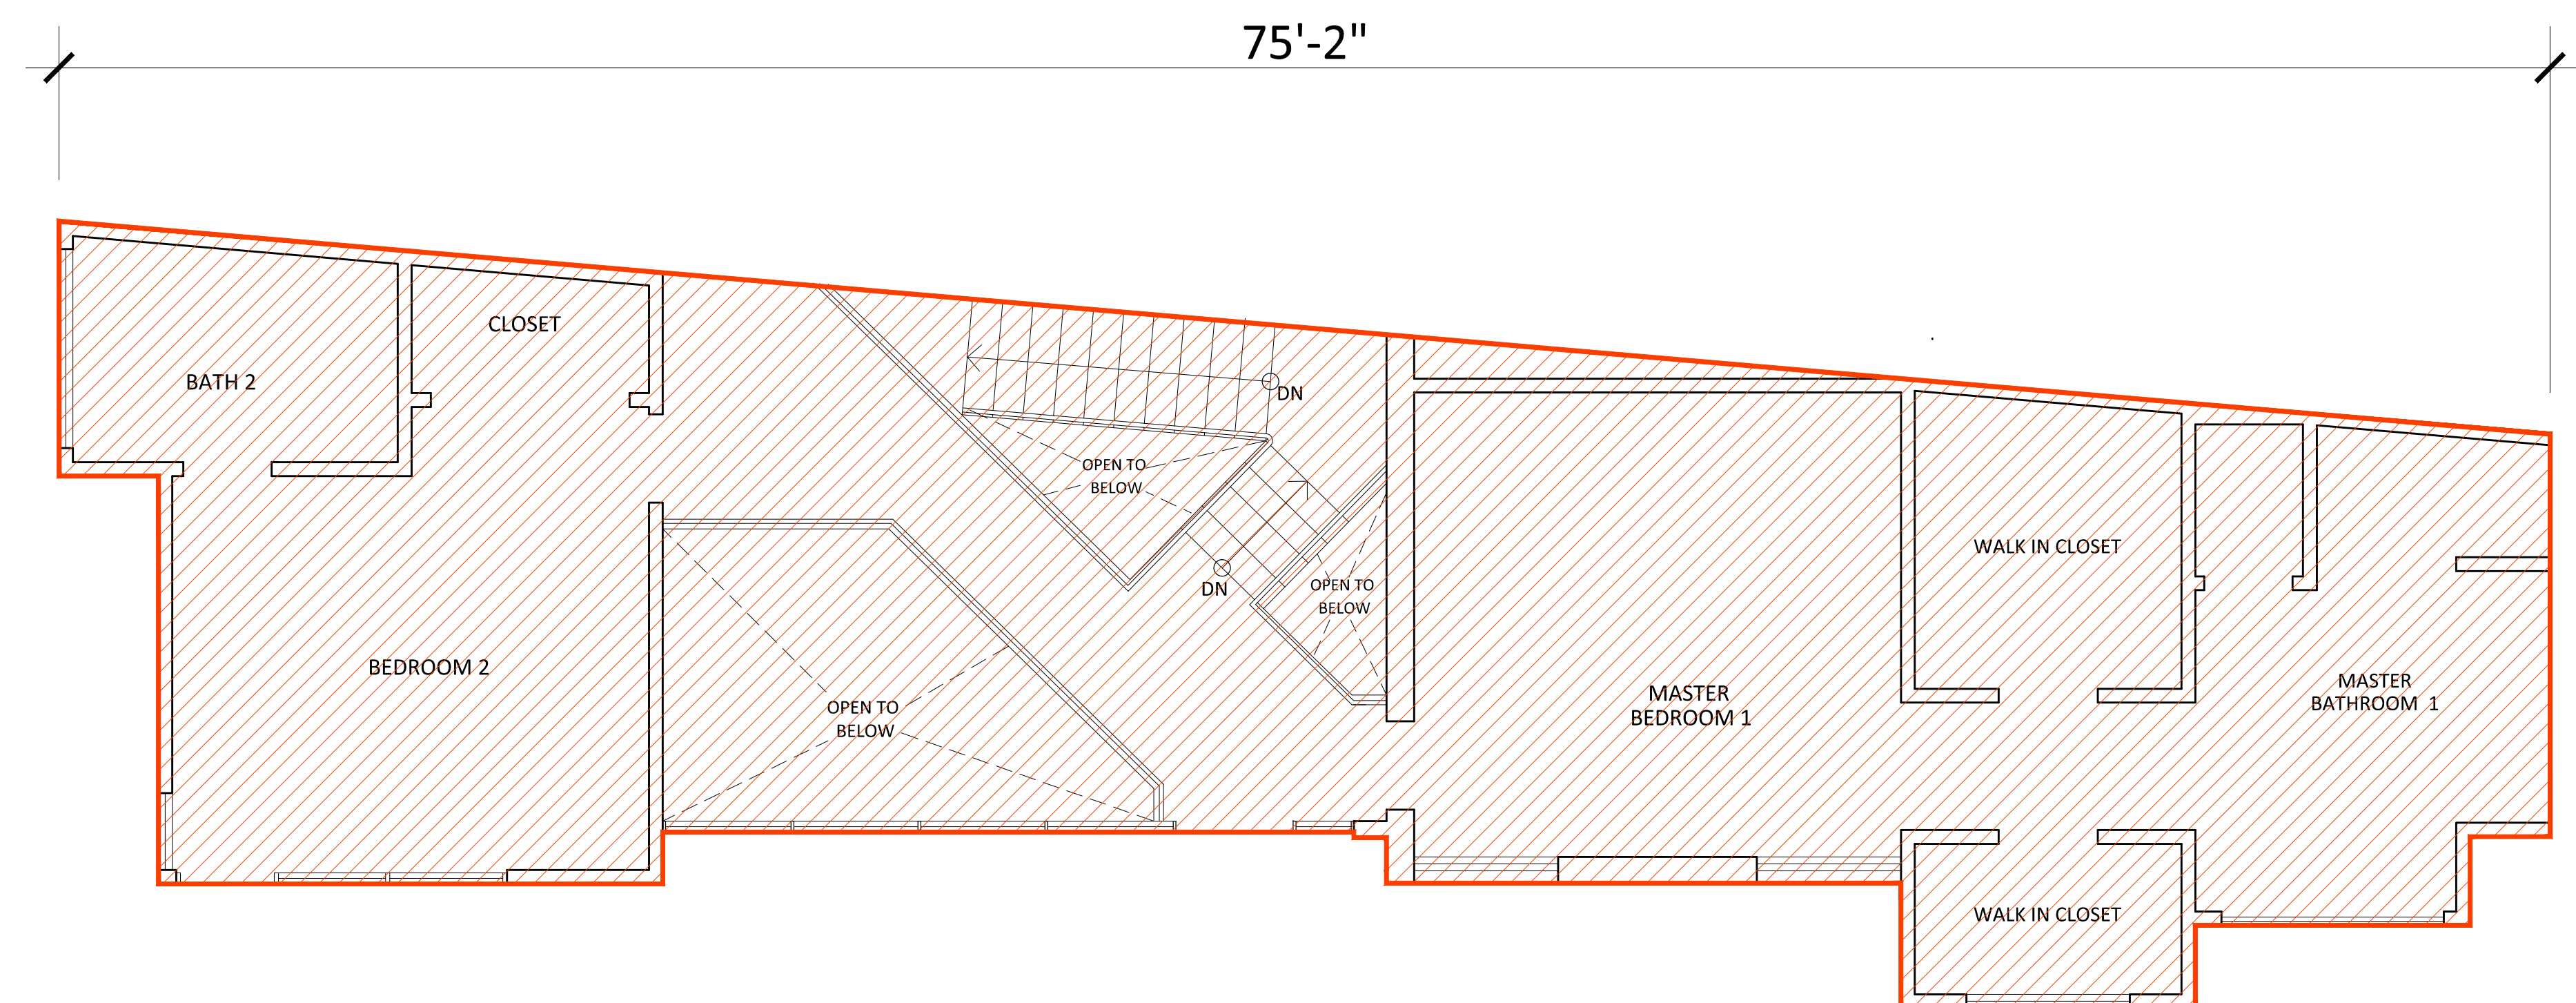 75'-2"
CLOSET
BATH 2
DN
OPEN TO
BELOW
WALK IN CLOSET
OPEN TO
BELOW
DN
BEDROOM 2
MASTER
BEDROOM 1
MASTER
BATHROOM 1
OPEN TO
BELOW
WALK IN CLOSET